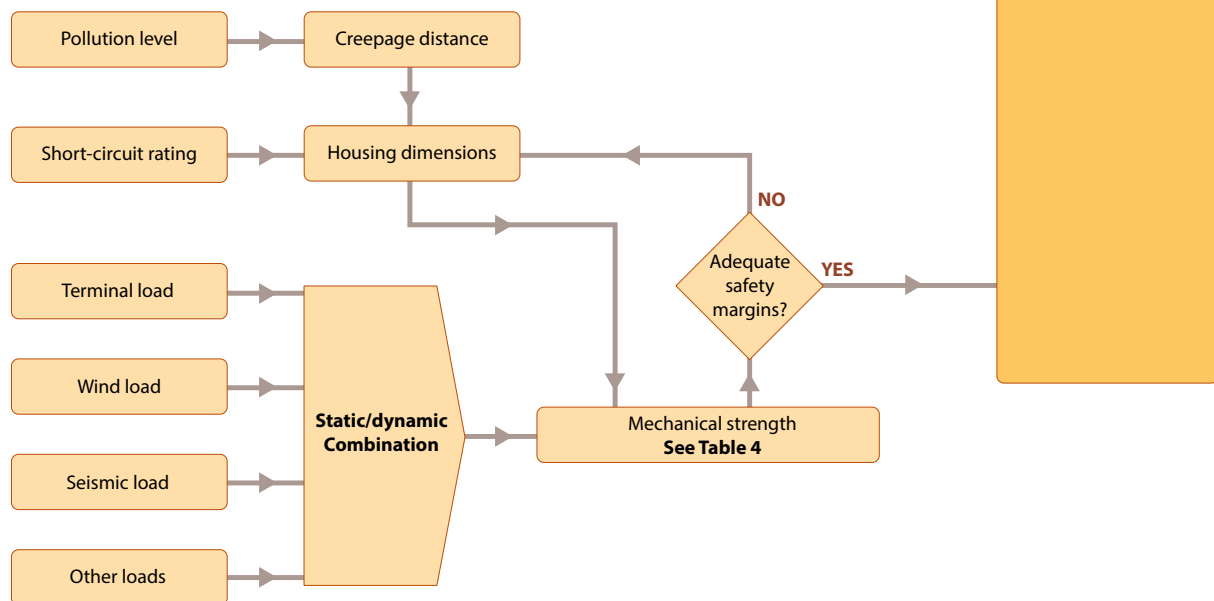 Pollution level
Creepage distance
Short-circuit rating
Housing dimensions
NO
Adequate
safety
margins?
YES
Terminal load
Wind load
Static/dynamic
Combination
Mechanical strength
See Table 4
Seismic load
Other loads